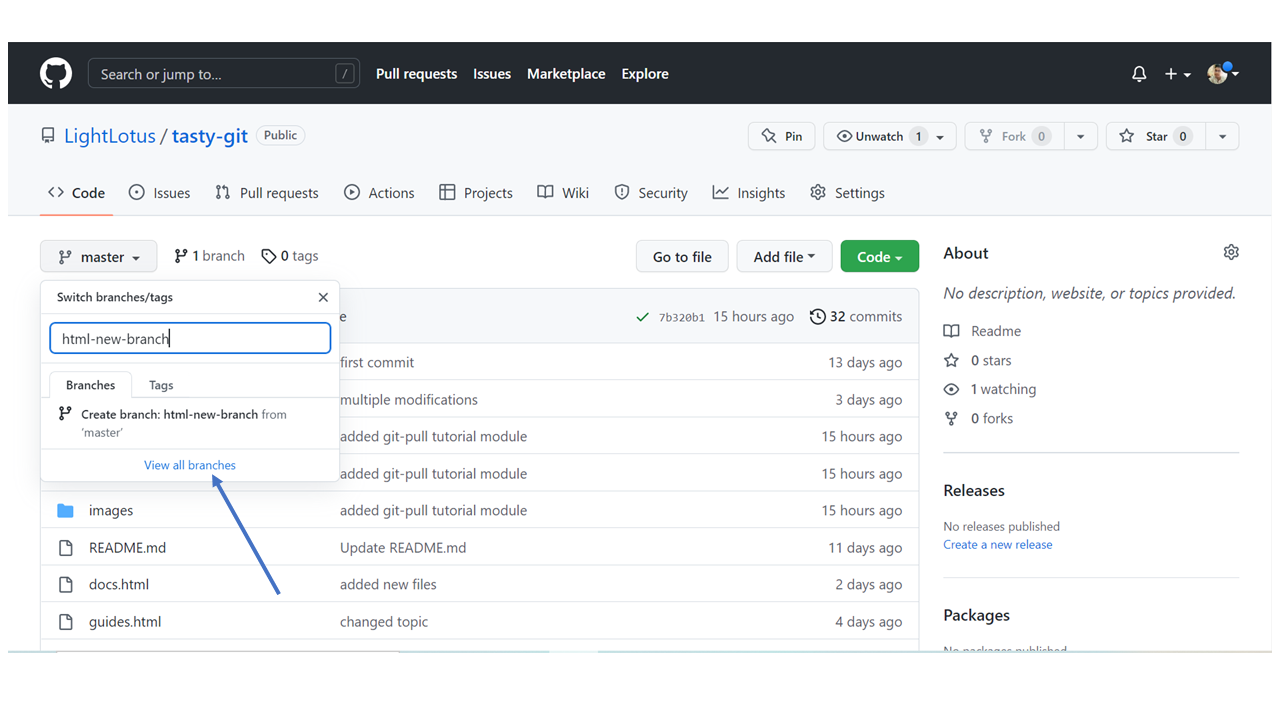 Search or jump to...
/
Pull requests
Issues
Marketplace
Explore
LightLotus / tasty-git
Public
Pin
Unwatch 1
Fork 0
Star 0
Code
Issues
Pull requests
Actions
Projects
Wiki
Security
Insights
Settings
master
1 branch
0 tags
Go to file
Add file
Code
About
No description, website, or topics provided.
Readme
0 stars
1 watching
0 forks
Releases
No releases published
Create a new release
Packages
No packages published
Switch branches/tags
html-new-branch
Branches
Tags
Create branch: html-new-branch from
'master'
View all branches
e
7b320b1 15 hours ago
32 commits
first commit
13 days ago
multiple modifications
3 days ago
added git-pull tutorial module
15 hours ago
added git-pull tutorial module
15 hours ago
images
added git-pull tutorial module
15 hours ago
README.md
Update README.md
11 days ago
docs.html
added new files
2 days ago
guides.html
changed topic
4 days ago